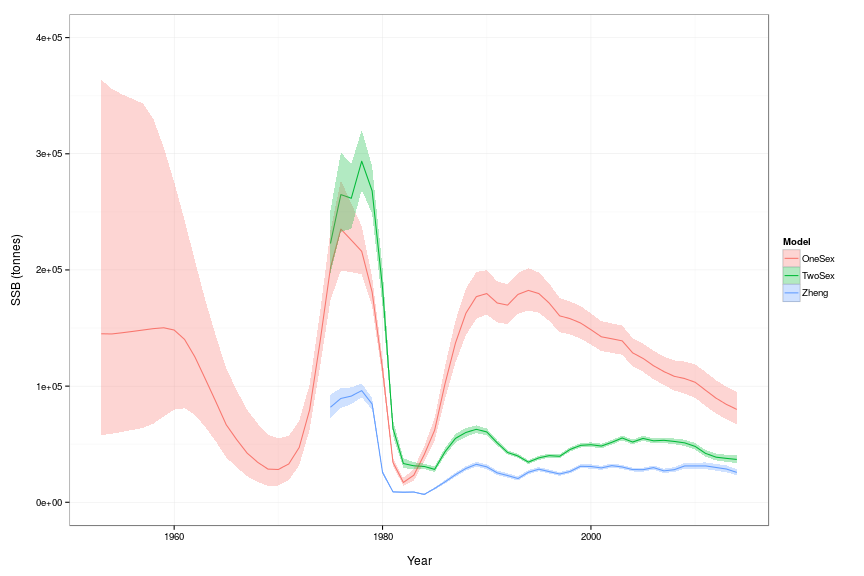 4e+05
3e+05
2e+05
1e+05
0e+00
SSB (tonnes)
1960
1980
2000
Year
Model
OneSex
TwoSex
Zheng